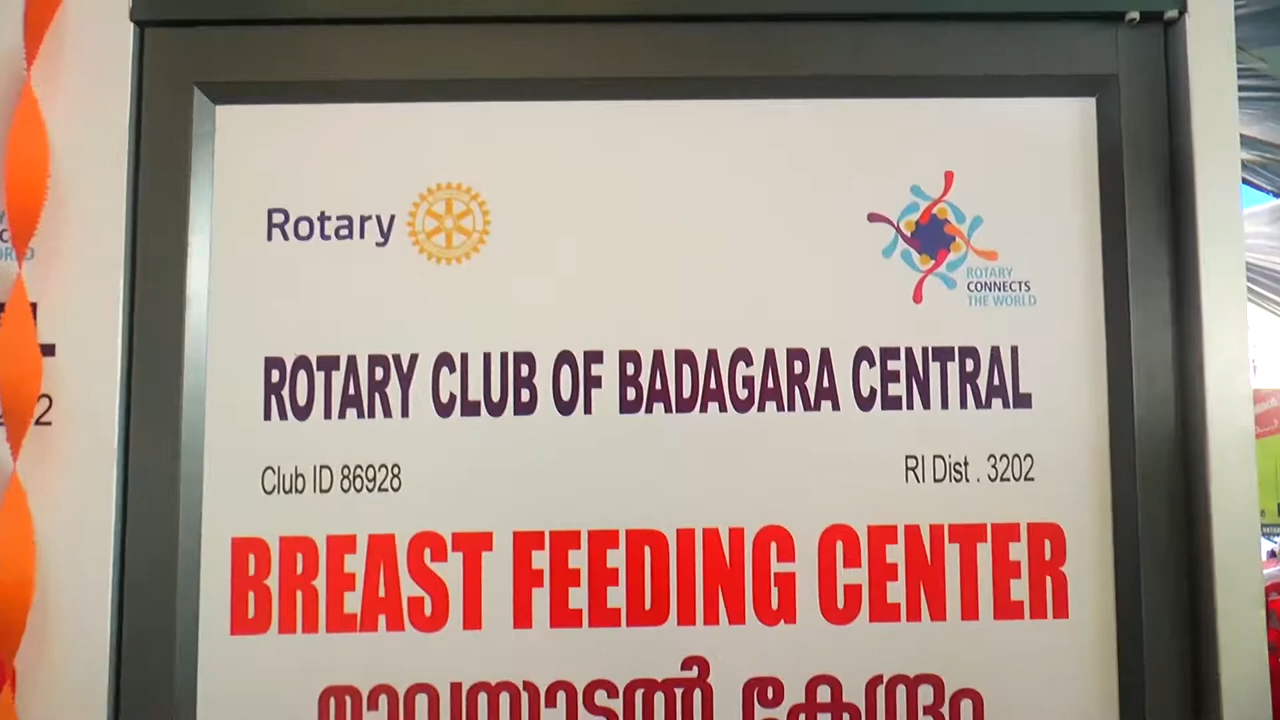 Rotary
ROTARY
CONNECTS
THE WORLD
ROTARY CLUB OF BADAGARA CENTRAL
Club ID 86928
RI Dist . 3202
BREAST FEEDING CENTER
കേന്ദ്രം